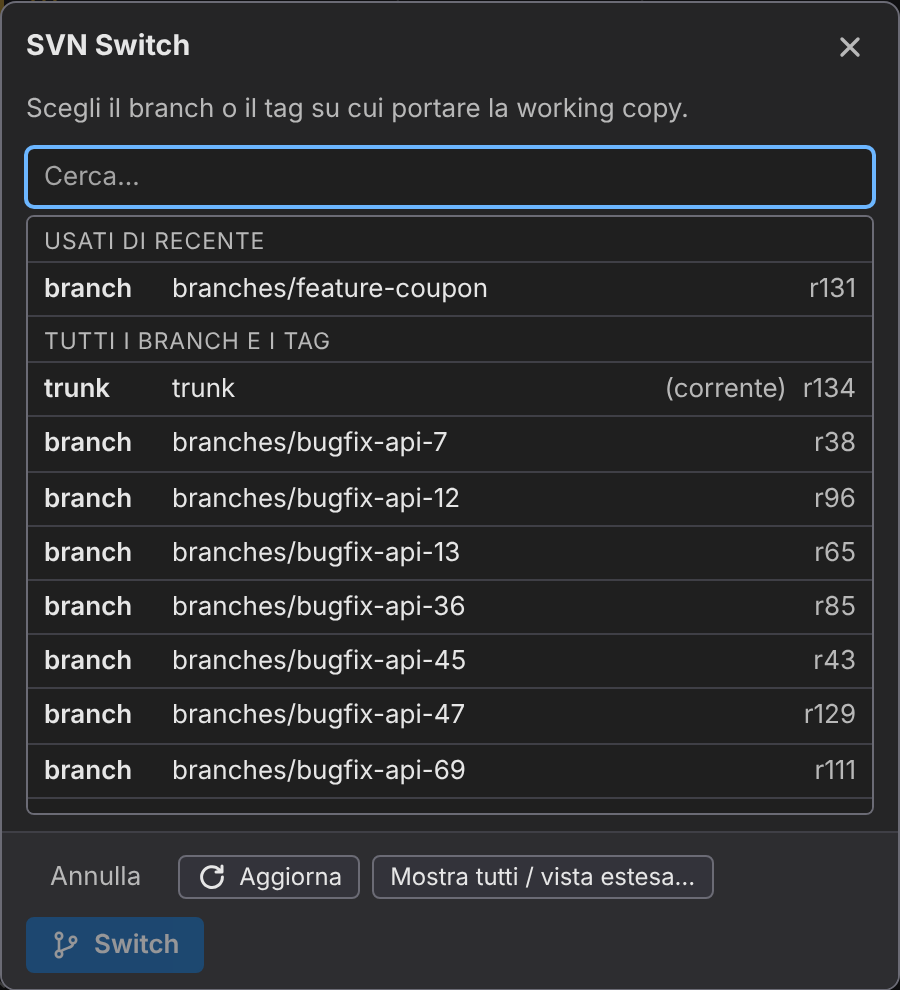 SVN Switch
Scegli il branch o il tag su cui portare la working copy.
Cerca...
USATI DI RECENTE
branch branches/feature-coupon r131
TUTTI I BRANCH E I TAG
trunk trunk (corrente) r134
branch branches/bugfix-api-7 r38
branch branches/bugfix-api-12 r96
branch branches/bugfix-api-13 r65
branch branches/bugfix-api-36 r85
branch branches/bugfix-api-45 r43
branch branches/bugfix-api-47 r129
branch branches/bugfix-api-69 r111
Annulla Aggiorna Mostra tutti / vista estesa...
Switch